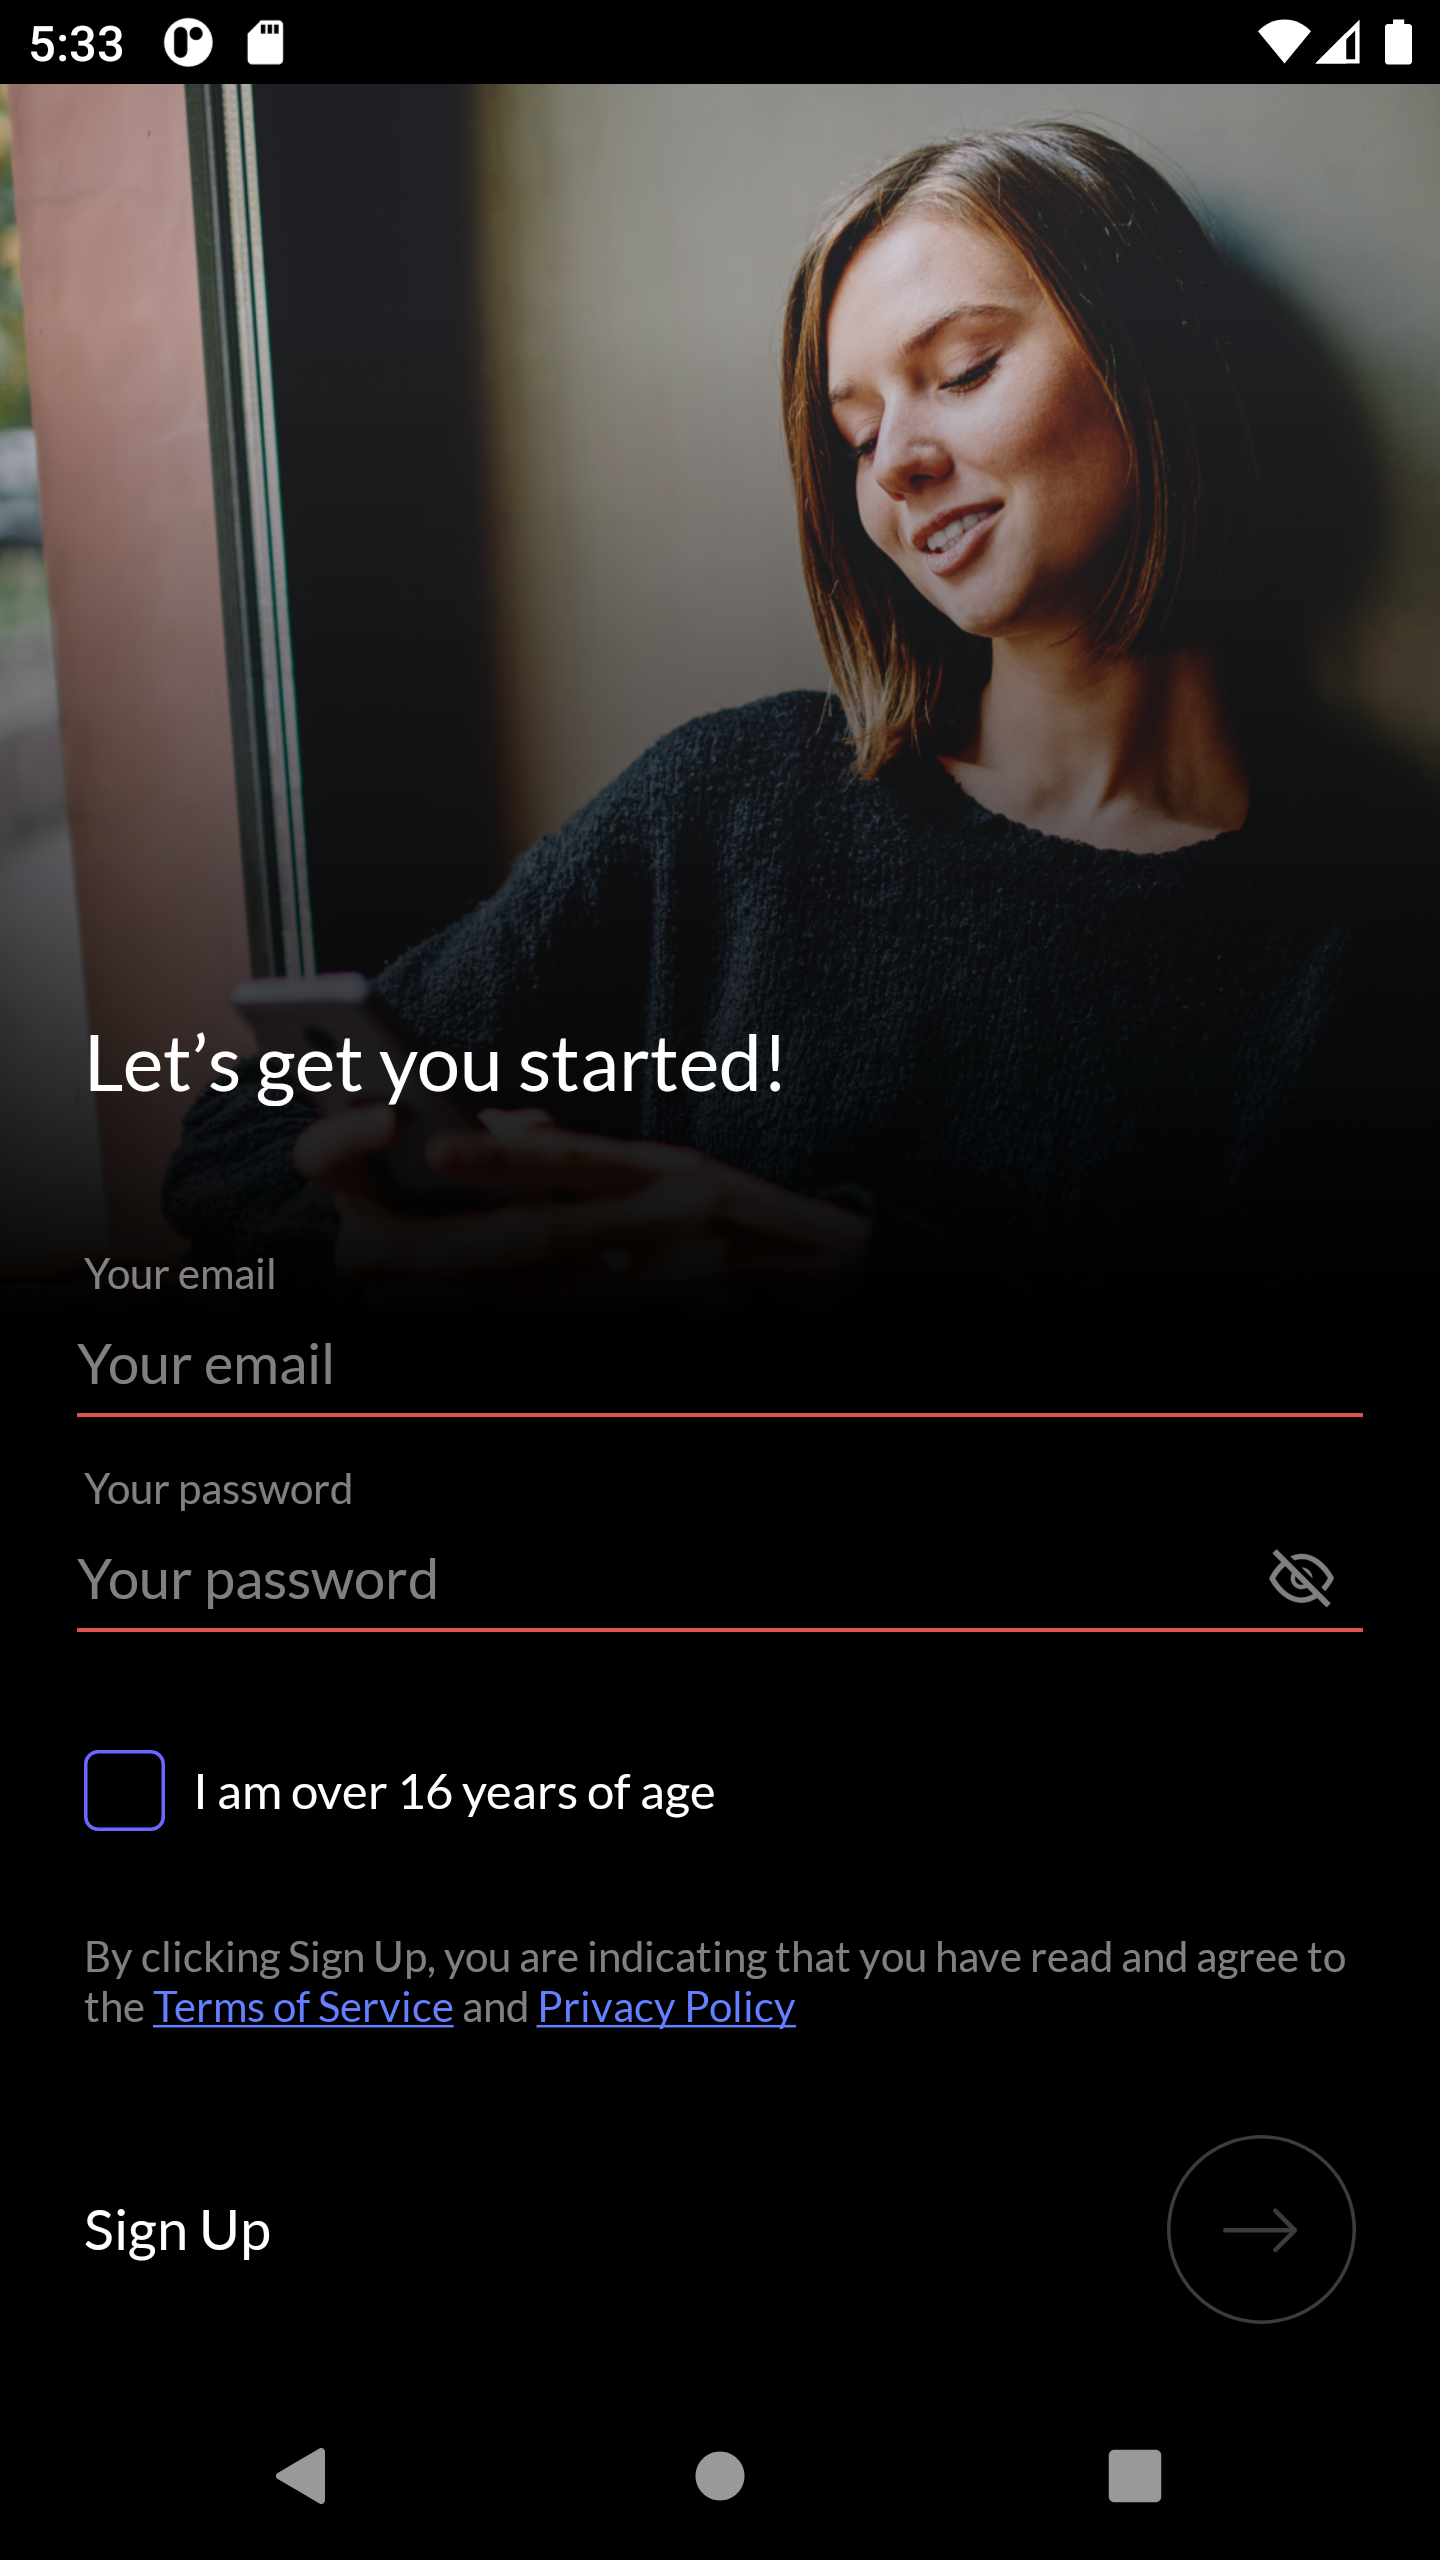 5:33
Let’s get you started!
Your email
Your email
Your password
Your password
I am over 16 years of age
By clicking Sign Up, you are indicating that you have read and agree to
the Terms of Service and Privacy Policy
Sign Up